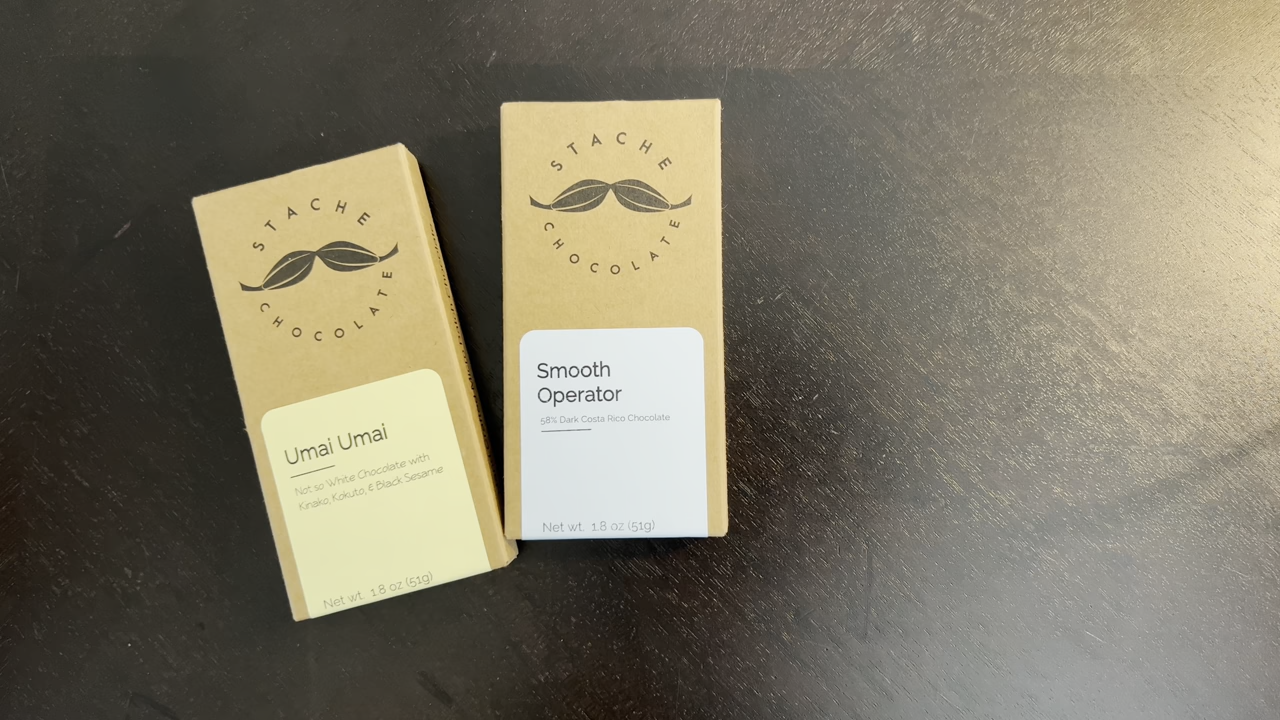 STACHE
CHOCOLATE
Umai Umai
Not so White Chocolate with
Kinako, Kokuto, & Black Sesame
Net wt. 1.8 oz (51g)
STACHE
CHOCOLATE
Smooth
Operator
58% Dark Costa Rico Chocolate
Net wt. 1.8 oz (51g)